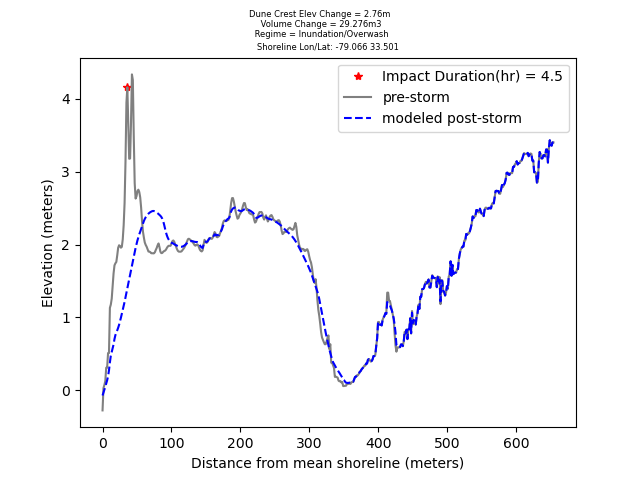 Dune Crest Elev Change = 2.76m
Volume Change = 29.276m3
Regime = Inundation/Overwash
Shoreline Lon/Lat: -79.066 33.501
Impact Duration(hr) = 4.5
pre-storm
modeled post-storm
4
3
2
1
0
Elevation (meters)
0 100 200 300 400 500 600
Distance from mean shoreline (meters)